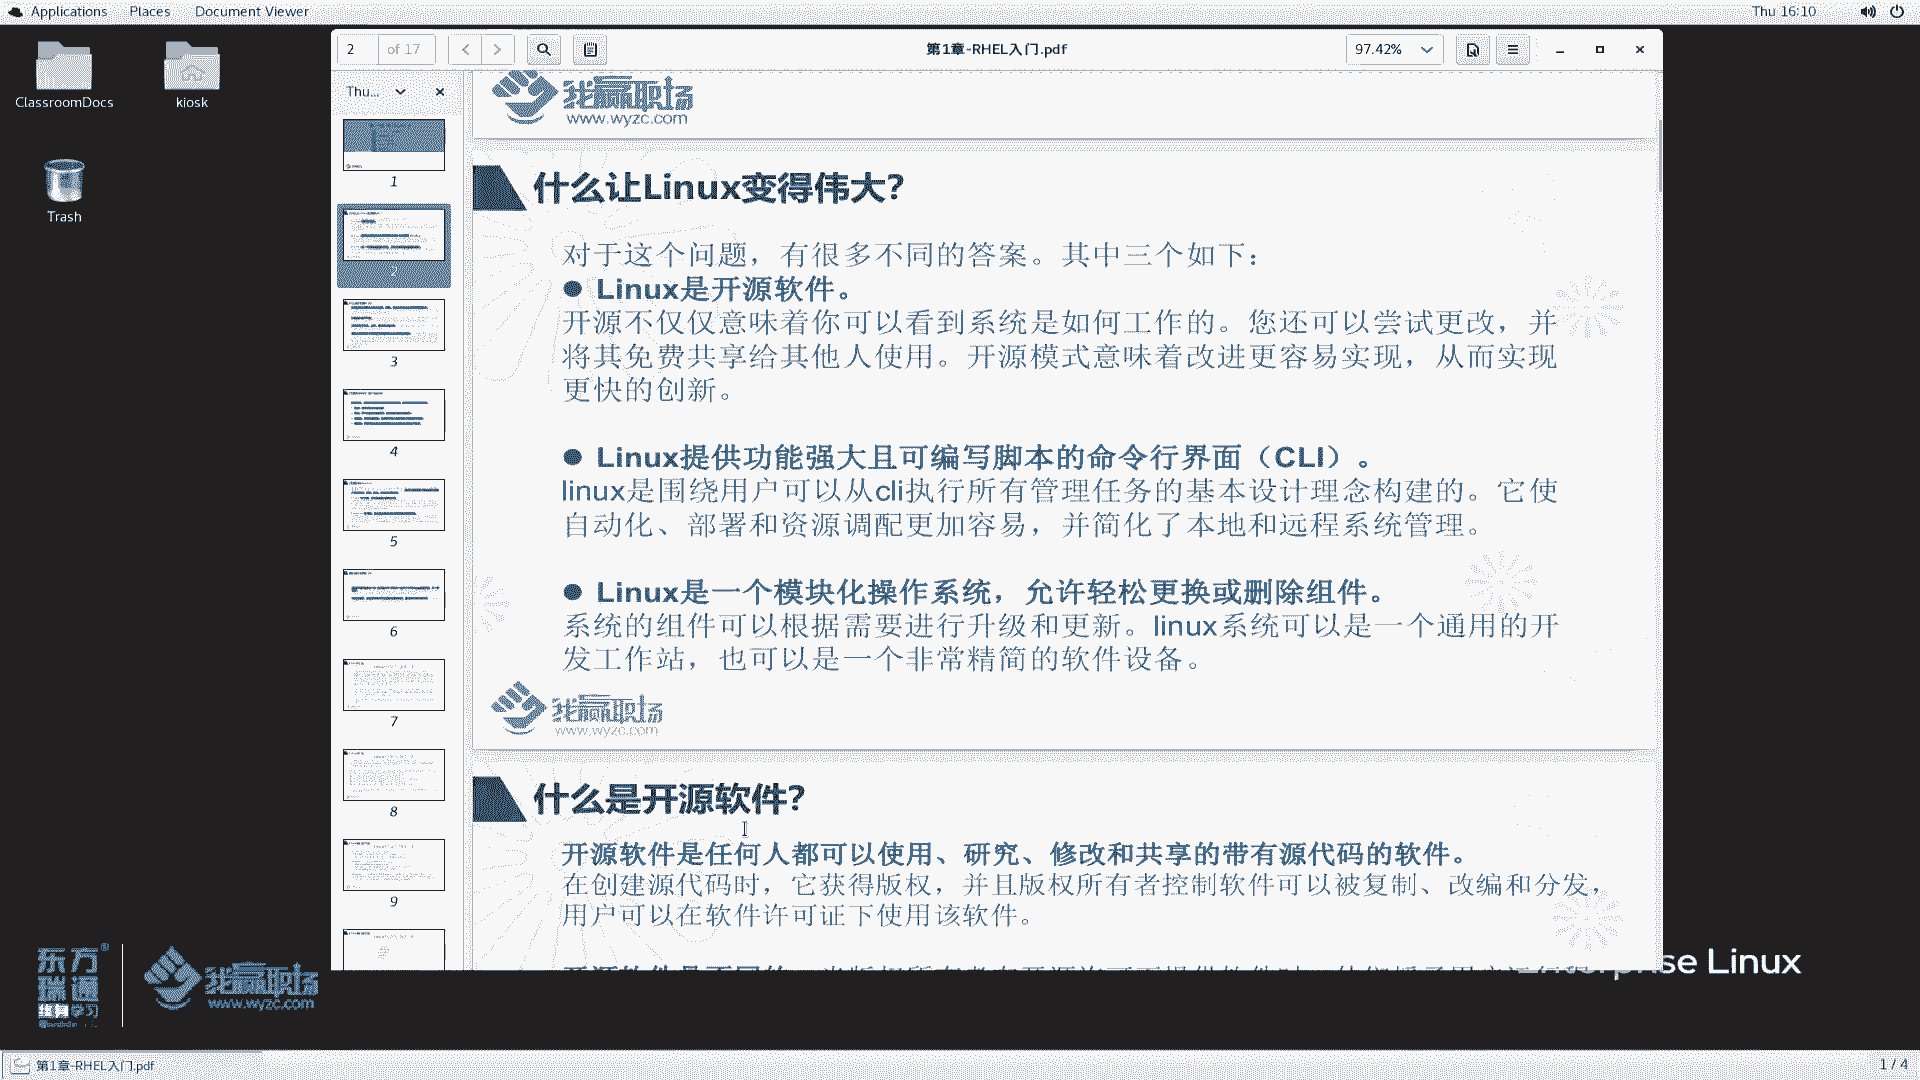 Applications Places Document Viewer Thu 16:10
ClassroomDocs
kiosk
Trash
2 of 17 第1章-RHEL入门.pdf 97.42%
Thu...
1
2
3
4
5
6
7
8
9
我赢职场
www.wyzc.com
什么让Linux变得伟大?
对于这个问题，有很多不同的答案。其中三个如下：
● Linux是开源软件。
开源不仅仅意味着你可以看到系统是如何工作的。您还可以尝试更改，并
将其免费共享给其他人使用。开源模式意味着改进更容易实现，从而实现
更快的创新。
● Linux提供功能强大且可编写脚本的命令行界面（CLI）。
linux是围绕用户可以从cli执行所有管理任务的基本设计理念构建的。它使
自动化、部署和资源调配更加容易，并简化了本地和远程系统管理。
● Linux是一个模块化操作系统，允许轻松更换或删除组件。
系统的组件可以根据需要进行升级和更新。linux系统可以是一个通用的开
发工作站，也可以是一个非常精简的软件设备。
我赢职场
www.wyzc.com
什么是开源软件?
开源软件是任何人都可以使用、研究、修改和共享的带有源代码的软件。
在创建源代码时，它获得版权，并且版权所有者控制软件可以被复制、改编和分发，
用户可以在软件许可证下使用该软件。
Enterprise Linux
东方
瑞通
终身学习
我赢职场
www.wyzc.com
第1章-RHEL入门.pdf
1 / 4